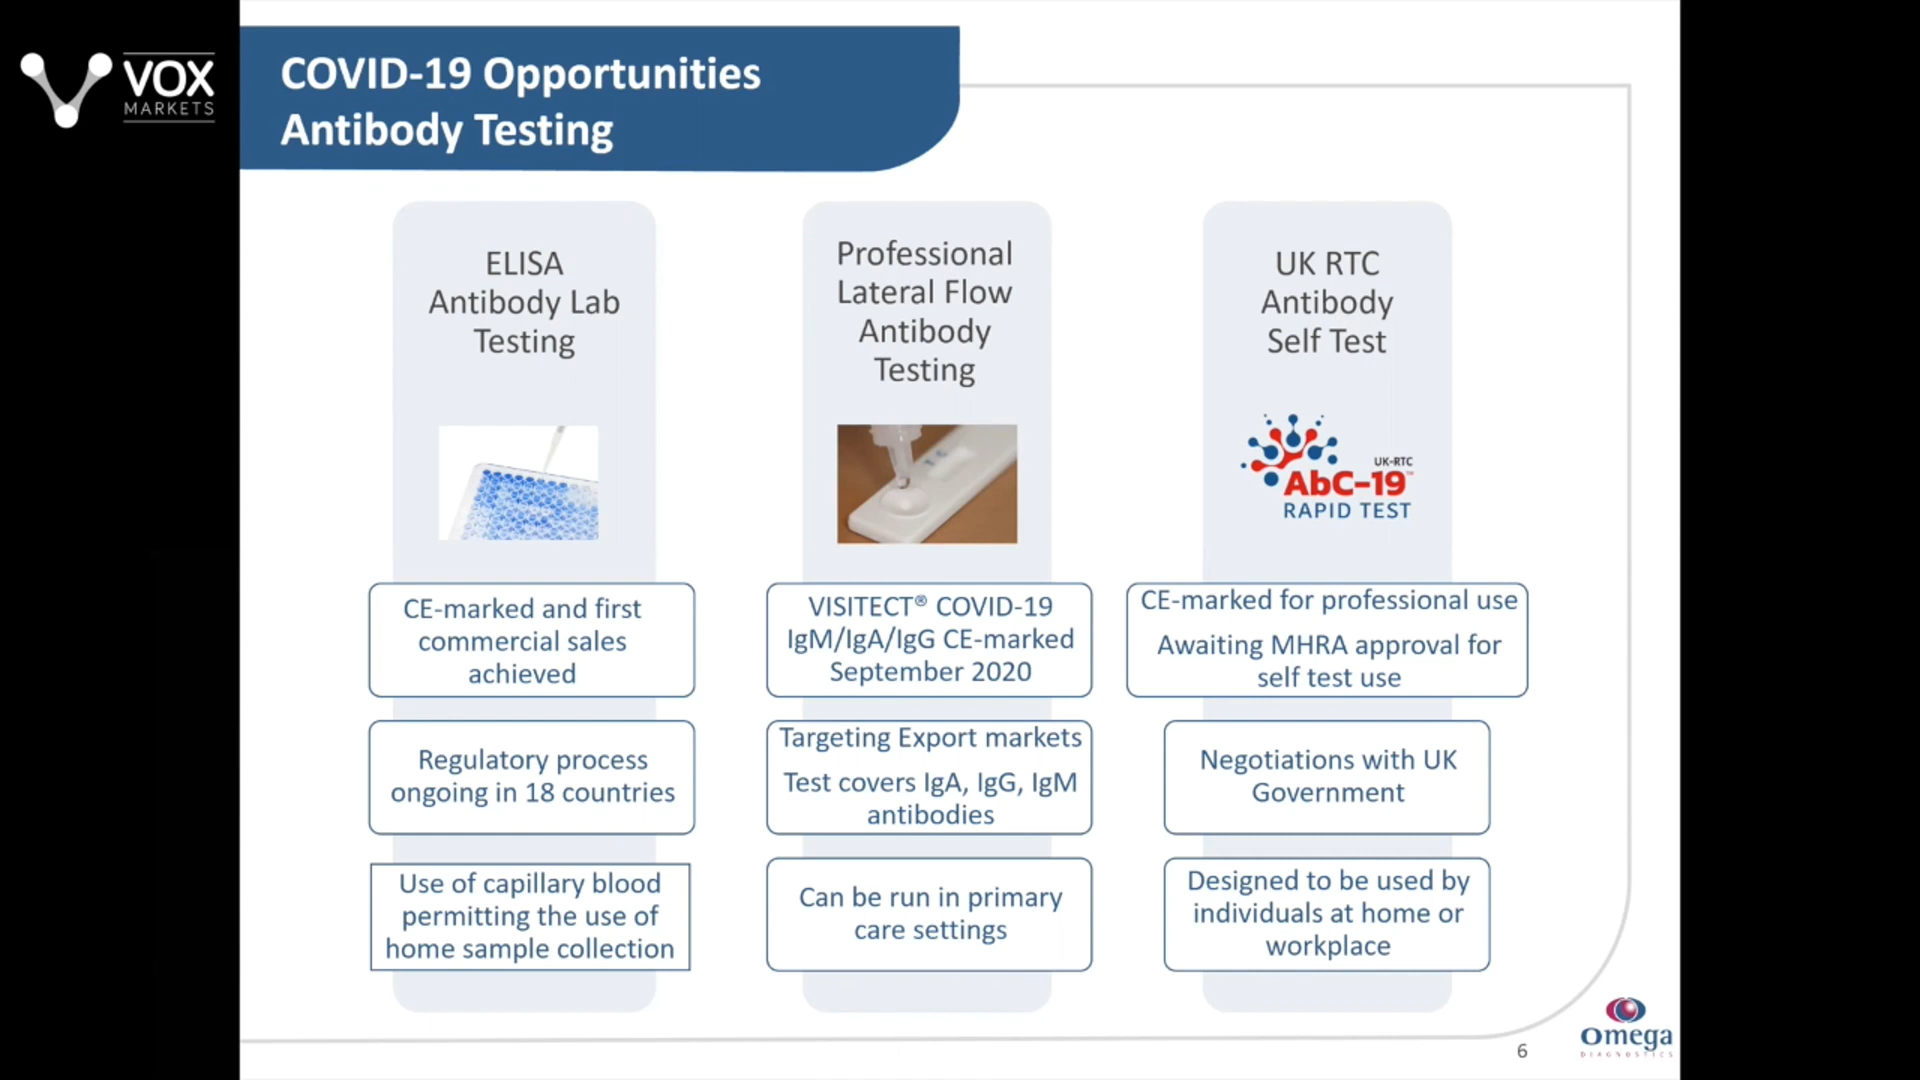 VOX
MARKETS
COVID-19 Opportunities
Antibody Testing
ELISA
Antibody Lab
Testing
CE-marked and first
commercial sales
achieved
Regulatory process
ongoing in 18 countries
Use of capillary blood
permitting the use of
home sample collection
Professional
Lateral Flow
Antibody
Testing
VISITECT® COVID-19
IgM/IgA/IgG CE-marked
September 2020
Targeting Export markets
Test covers IgA, IgG, IgM
antibodies
Can be run in primary
care settings
UK RTC
Antibody
Self Test
UK-RTC
AbC-19™
RAPID TEST
CE-marked for professional use
Awaiting MHRA approval for
self test use
Negotiations with UK
Government
Designed to be used by
individuals at home or
workplace
6
Omega
DIAGNOSTICS